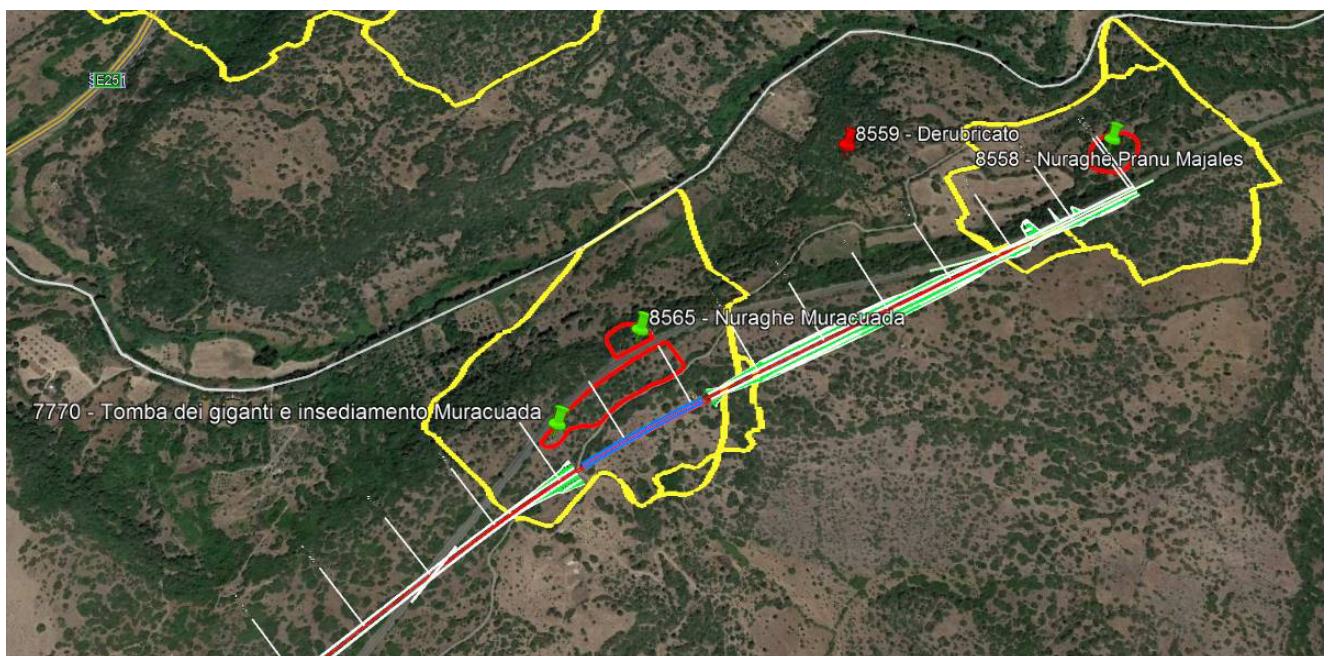 E25
8559 - Derubricato
8558 - Nuraghe Pranu Majales
8565 - Nuraghe Muracuada
7770 - Tomba dei giganti e insediamento Muracuada